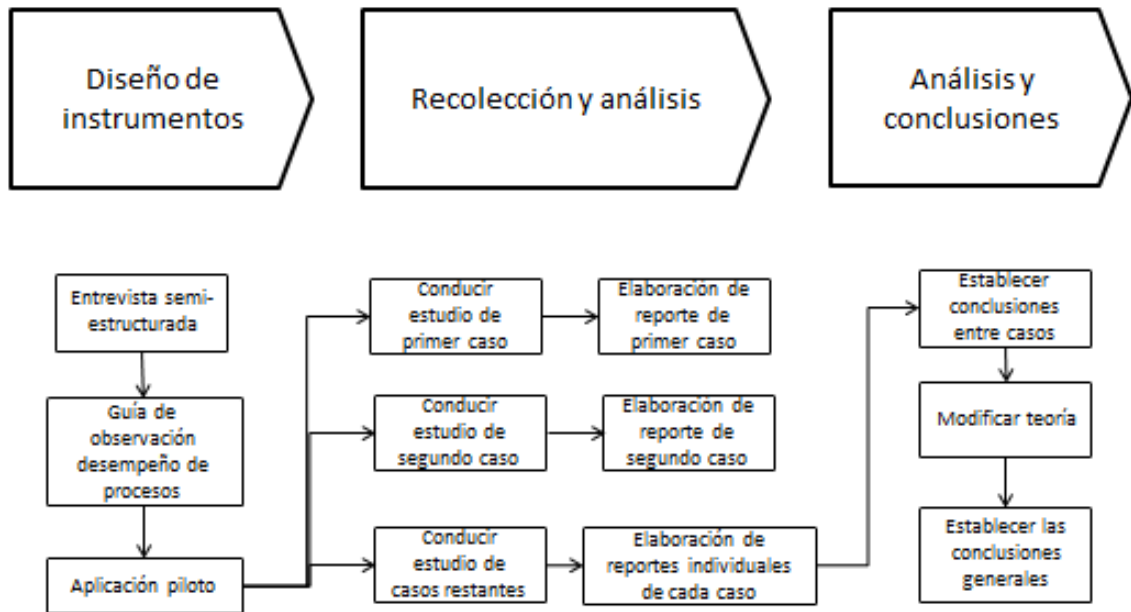 Diseño de
instrumentos
Recolección y análisis
Análisis y
conclusiones
Entrevista semi-
estructurada
Guía de
observación
desempeño de
procesos
Aplicación piloto
Conducir
estudio de
primer caso
Elaboración de
reporte de
primer caso
Conducir
estudio de
segundo caso
Elaboración de
reporte de
segundo caso
Conducir
estudio de
casos restantes
Elaboración de
reportes individuales
de cada caso
Establecer
conclusiones
entre casos
Modificar teoría
Establecer las
conclusiones
generales